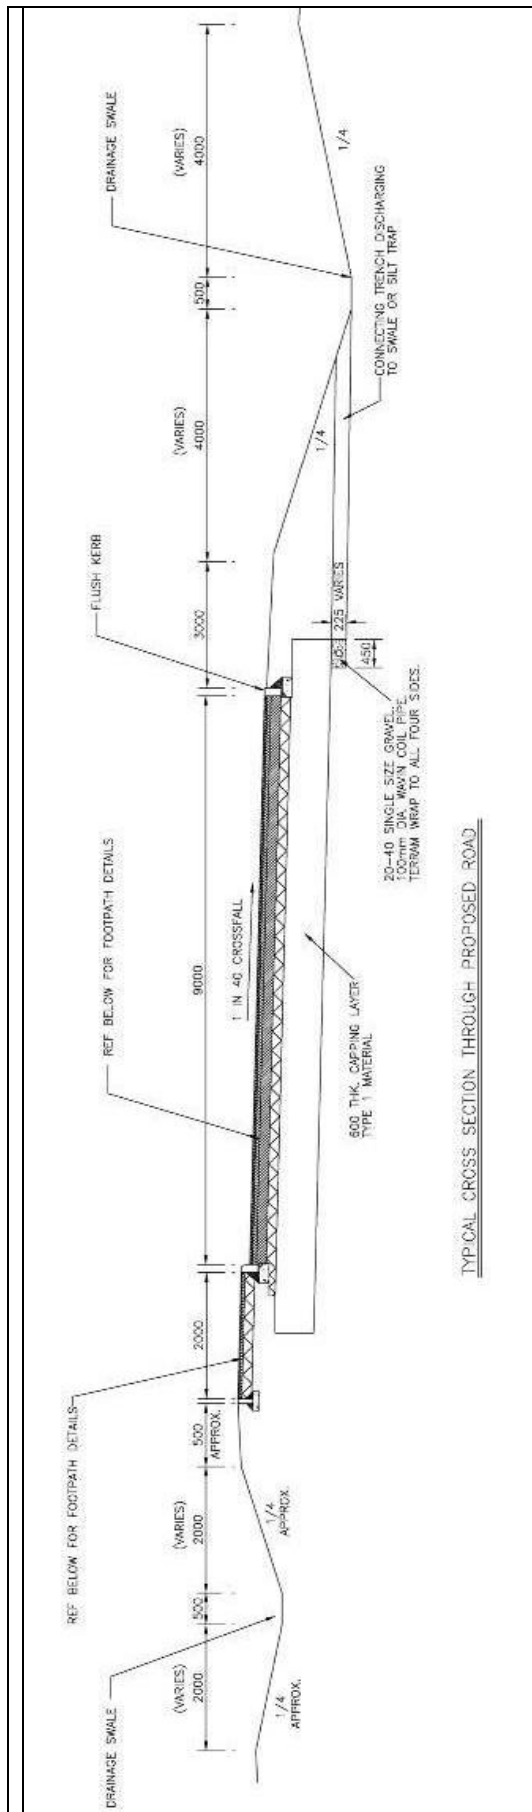 DRAINAGE SWALE
REF BELOW FOR FOOTPATH DETAILS
REF BELOW FOR FOOTPATH DETAILS
FLUSH KERB
DRAINAGE SWALE
(VARIES)
2000
500
(VARIES)
2000
500
APPROX.
2000
9000
3000
(VARIES)
4000
500
(VARIES)
4000
1/4
APPROX.
1/4
APPROX.
1 IN 40 CROSSFALL
1/4
1/4
225 VARIES
450
600 THK. CAPPING LAYER
TYPE 1 MATERIAL
20-40 SINGLE SIZE GRAVEL.
100mm DIA. WAVIN COIL PIPE.
TERRAM WRAP TO ALL FOUR SIDES.
CONNECTING TRENCH DISCHARGING
TO SWALE OR SILT TRAP
TYPICAL CROSS SECTION THROUGH PROPOSED ROAD